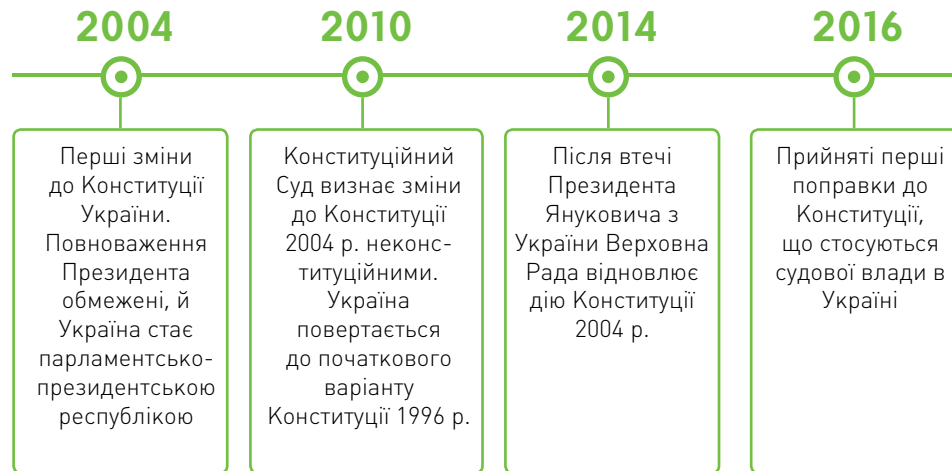 2004
Перші зміни
до Конституції
України.
Повноваження
Президента
обмежені, й
Україна стає
парламентсько-
президентською
республікою
2010
Конституційний
Суд визнає зміни
до Конституції
2004 р. неконс-
титуційними.
Україна
повертається
до початкового
варіанту
Конституції 1996 р.
2014
Після втечі
Президента
Януковича з
України Верховна
Рада відновлює
дію Конституції
2004 р.
2016
Прийняті перші
поправки до
Конституції,
що стосуються
судової влади в
Україні